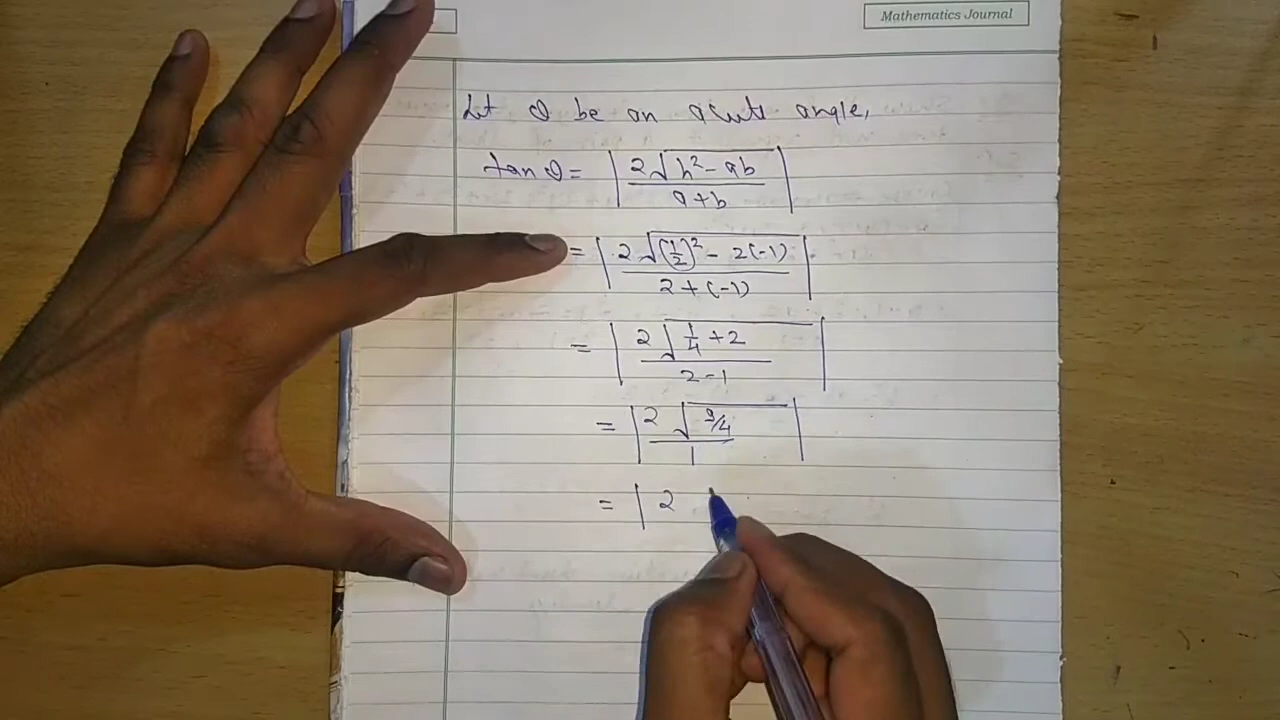 Mathematics Journal
Let θ be an acute angle,
tan θ = | 2√(h² - ab) / a + b |
= | 2√((1/2)² - 2(-1)) / 2 + (-1) |
= | 2√(1/4 + 2) / 2 - 1 |
= | 2√(9/4) / 1 |
= | 2